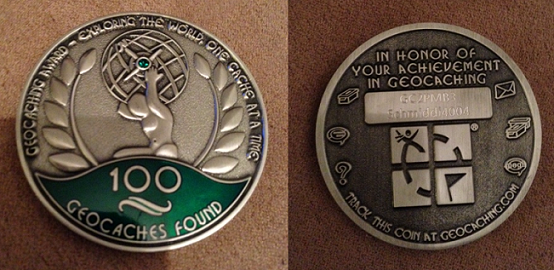 GEOCACHING AWARD - EXPLORING THE WORLD, ONE CACHE AT A TIME
100
GEOCACHES FOUND
IN HONOR OF
YOUR ACHIEVEMENT
IN GEOCACHING
®
TRACK THIS COIN AT GEOCACHING.COM